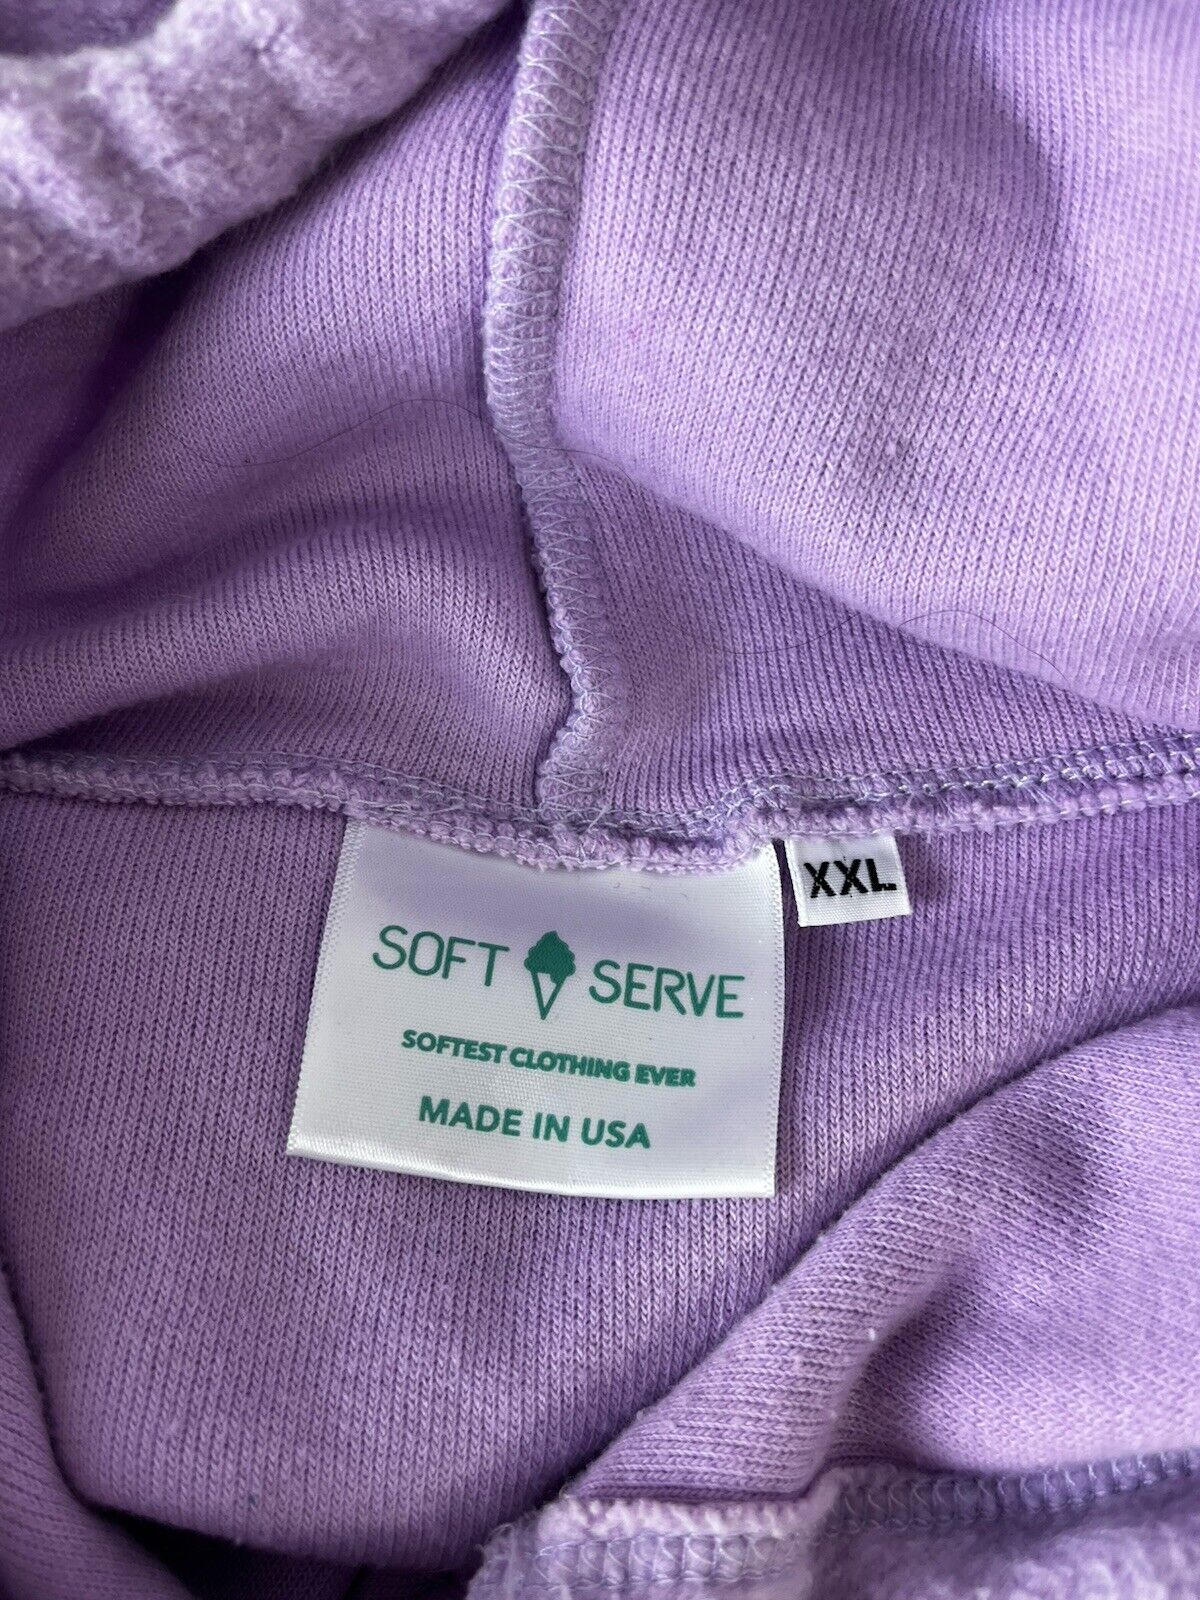 SOFT SERVE
SOFTEST CLOTHING EVER
MADE IN USA
XXL